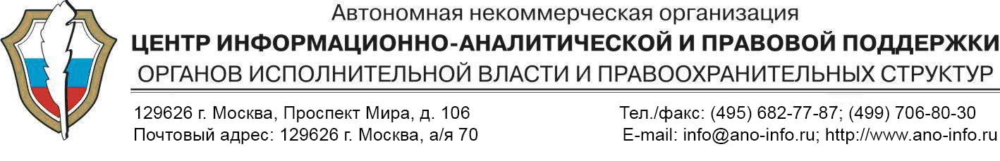 Автономная некоммерческая организация
ЦЕНТР ИНФОРМАЦИОННО-АНАЛИТИЧЕСКОЙ И ПРАВОВОЙ ПОДДЕРЖКИ
ОРГАНОВ ИСПОЛНИТЕЛЬНОЙ ВЛАСТИ И ПРАВООХРАНИТЕЛЬНЫХ СТРУКТУР
129626 г. Москва, Проспект Мира, д. 106 Тел./факс: (495) 682-77-87; (499) 706-80-30
Почтовый адрес: 129626 г. Москва, а/я 70 E-mail: info@ano-info.ru; http://www.ano-info.ru